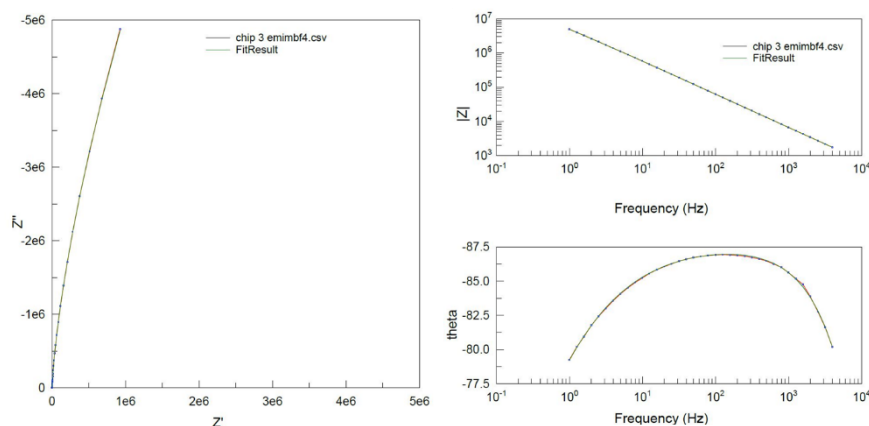 -5e6
chip 3 emimbf4.csv
FitResult
-4e6
-3e6
Z''
-2e6
-1e6
0
0 1e6 2e6 3e6 4e6 5e6
Z'
10^7
chip 3 emimbf4.csv
FitResult
10^6
10^5
|Z|
10^4
10^3
10^-1 10^0 10^1 10^2 10^3 10^4
Frequency (Hz)
-87.5
-85.0
theta
-82.5
-80.0
-77.5
10^-1 10^0 10^1 10^2 10^3 10^4
Frequency (Hz)